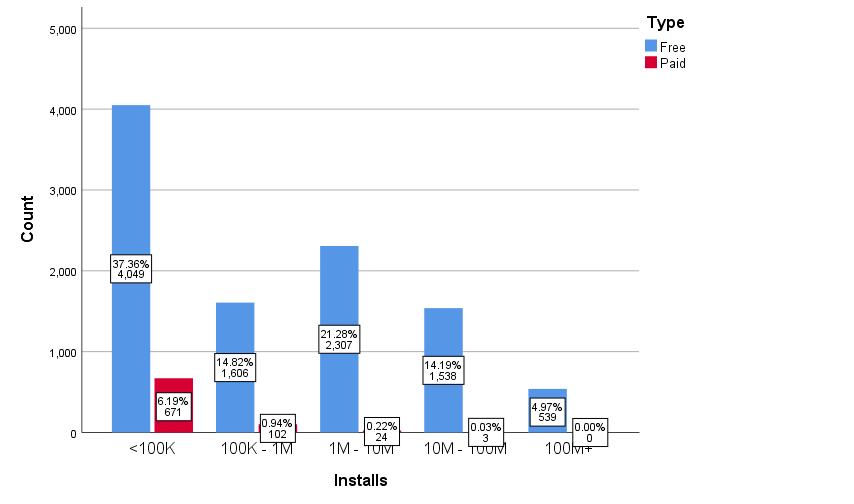 Type
Free
Paid
5,000
4,000
3,000
2,000
1,000
0
Count
37.36%
4,049
6.19%
671
14.82%
1,606
0.94%
102
21.28%
2,307
0.22%
24
14.19%
1,538
0.03%
3
4.97%
539
0.00%
0
<100K
100K - 1M
1M - 10M
10M - 100M
100M+
Installs